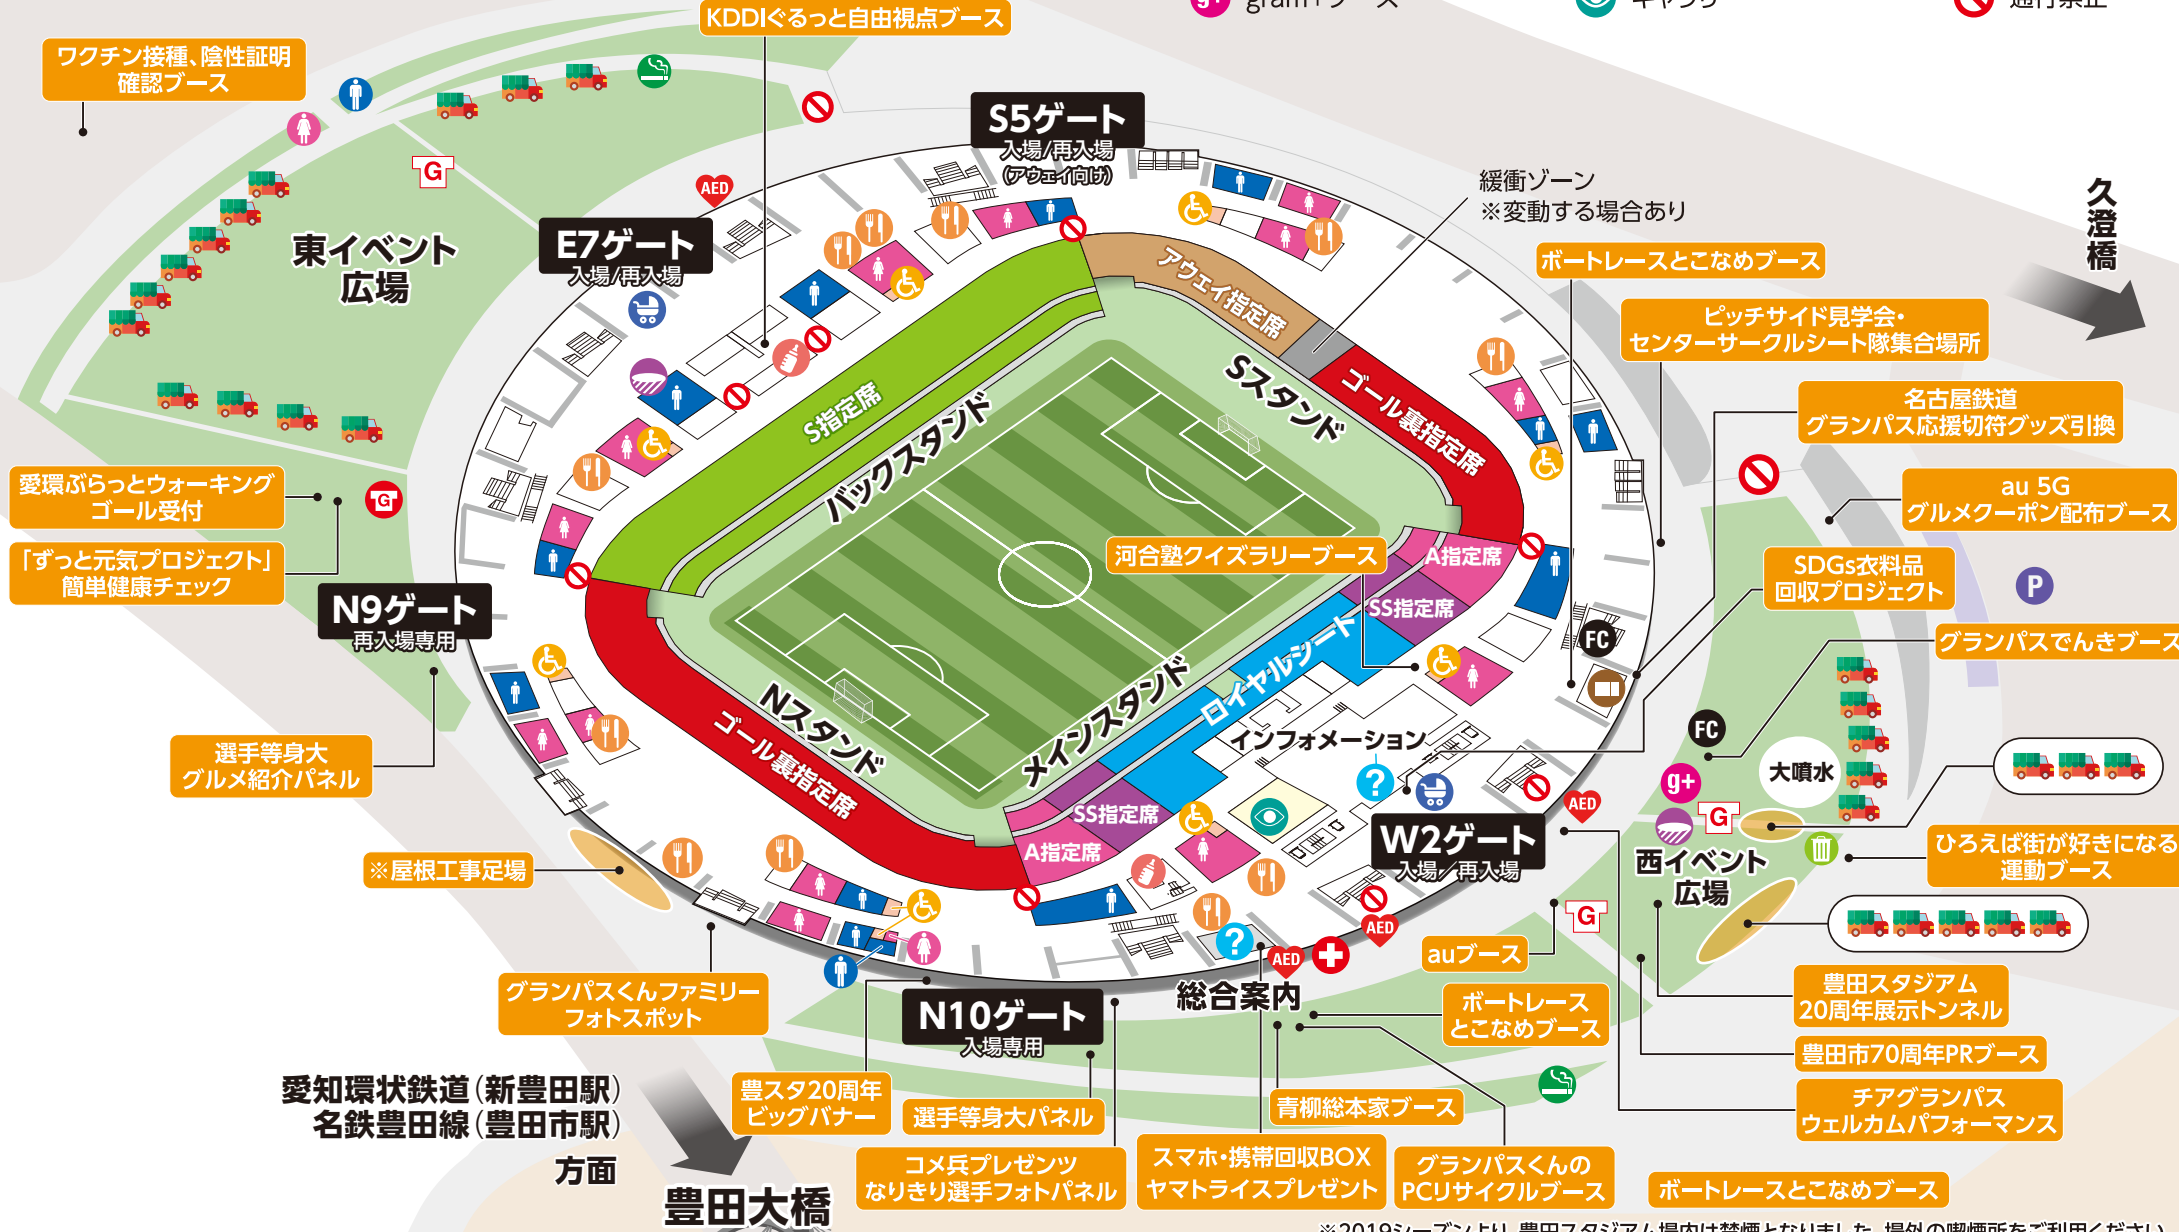 KDDIぐるっと自由視点ブース
ワクチン接種、陰性証明
確認ブース
S5ゲート
入場/再入場
(アウェイ向け)
AED
緩衝ゾーン
※変動する場合あり
久澄橋
G
東イベント
広場
E7ゲート
入場/再入場
アウェイ指定席
ボートレースとこなめブース
ピッチサイド見学会・
センターサークルシート隊集合場所
Sスタンド
ゴール裏指定席
S指定席
バックスタンド
名古屋鉄道
グランパス応援切符グッズ引換
愛環ぶらっとウォーキング
ゴール受付
G
au 5G
グルメクーポン配布ブース
「ずっと元気プロジェクト」
簡単健康チェック
河合塾クイズラリーブース
A指定席
SS指定席
SDGs衣料品
回収プロジェクト
P
N9ゲート
再入場専用
FC
グランパスでんきブース
ロイヤルシート
Nスタンド
ゴール裏指定席
メインスタンド
インフォメーション
?
FC
大噴水
g+
選手等身大
グルメ紹介パネル
SS指定席
A指定席
AED
G
W2ゲート
入場/再入場
西イベント
広場
ひろえば街が好きになる
運動ブース
※屋根工事足場
G
AED
?
AED
auブース
総合案内
グランパスくんファミリー
フォトスポット
N10ゲート
入場専用
ボートレース
とこなめブース
豊田スタジアム
20周年展示トンネル
豊田市70周年PRブース
愛知環状鉄道(新豊田駅)
名鉄豊田線(豊田市駅)
方面
豊スタ20周年
ビッグバナー
選手等身大パネル
青柳総本家ブース
チアグランパス
ウェルカムパフォーマンス
コメ兵プレゼンツ
なりきり選手フォトパネル
スマホ・携帯回収BOX
ヤマトライスプレゼント
グランパスくんの
PCリサイクルブース
ボートレースとこなめブース
豊田大橋